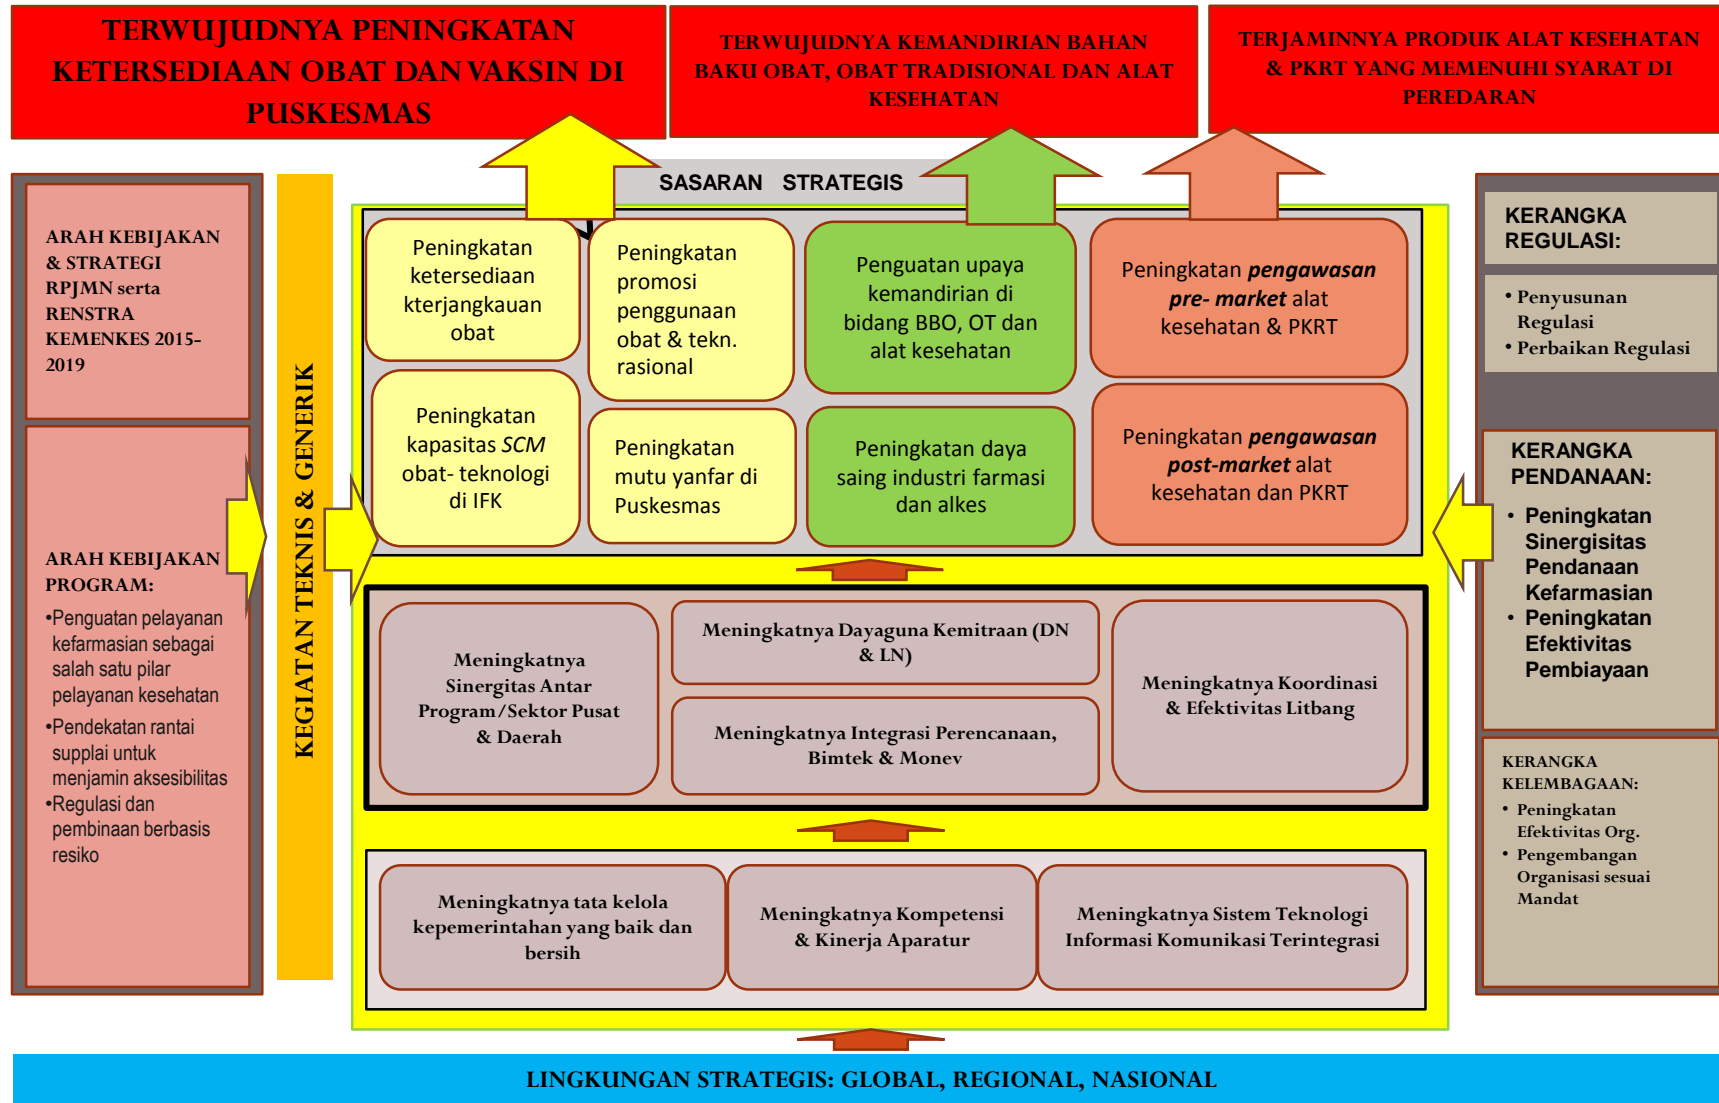 TERWUJUDNYA PENINGKATAN
KETERSEDIAAN OBAT DAN VAKSIN DI
PUSKESMAS
TERWUJUDNYA KEMANDIRIAN BAHAN
BAKU OBAT, OBAT TRADISIONAL DAN ALAT
KESEHATAN
TERJAMINNYA PRODUK ALAT KESEHATAN
& PKRT YANG MEMENUHI SYARAT DI
PEREDARAN
SASARAN STRATEGIS
ARAH KEBIJAKAN
& STRATEGI
RPJMN serta
RENSTRA
KEMENKES 2015-
2019
ARAH KEBIJAKAN
PROGRAM:
•Penguatan pelayanan
kefarmasian sebagai
salah satu pilar
pelayanan kesehatan
•Pendekatan rantai
supplai untuk
menjamin aksesibilitas
•Regulasi dan
pembinaan berbasis
resiko
KEGIATAN TEKNIS & GENERIK
Peningkatan
ketersediaan
kterjangkauan
obat
Peningkatan
promosi
penggunaan
obat & tekn.
rasional
Penguatan upaya
kemandirian di
bidang BBO, OT dan
alat kesehatan
Peningkatan pengawasan
pre- market alat
kesehatan & PKRT
Peningkatan
kapasitas SCM
obat- teknologi
di IFK
Peningkatan
mutu yanfar di
Puskesmas
Peningkatan daya
saing industri farmasi
dan alkes
Peningkatan pengawasan
post-market alat
kesehatan dan PKRT
Meningkatnya
Sinergitas Antar
Program/Sektor Pusat
& Daerah
Meningkatnya Dayaguna Kemitraan (DN
& LN)
Meningkatnya Integrasi Perencanaan,
Bimtek & Monev
Meningkatnya Koordinasi
& Efektivitas Litbang
Meningkatnya tata kelola
kepemerintahan yang baik dan
bersih
Meningkatnya Kompetensi
& Kinerja Aparatur
Meningkatnya Sistem Teknologi
Informasi Komunikasi Terintegrasi
KERANGKA
REGULASI:
• Penyusunan
Regulasi
• Perbaikan Regulasi
KERANGKA
PENDANAAN:
• Peningkatan
Sinergisitas
Pendanaan
Kefarmasian
• Peningkatan
Efektivitas
Pembiayaan
KERANGKA
KELEMBAGAAN:
• Peningkatan
Efektivitas Org.
• Pengembangan
Organisasi sesuai
Mandat
LINGKUNGAN STRATEGIS: GLOBAL, REGIONAL, NASIONAL